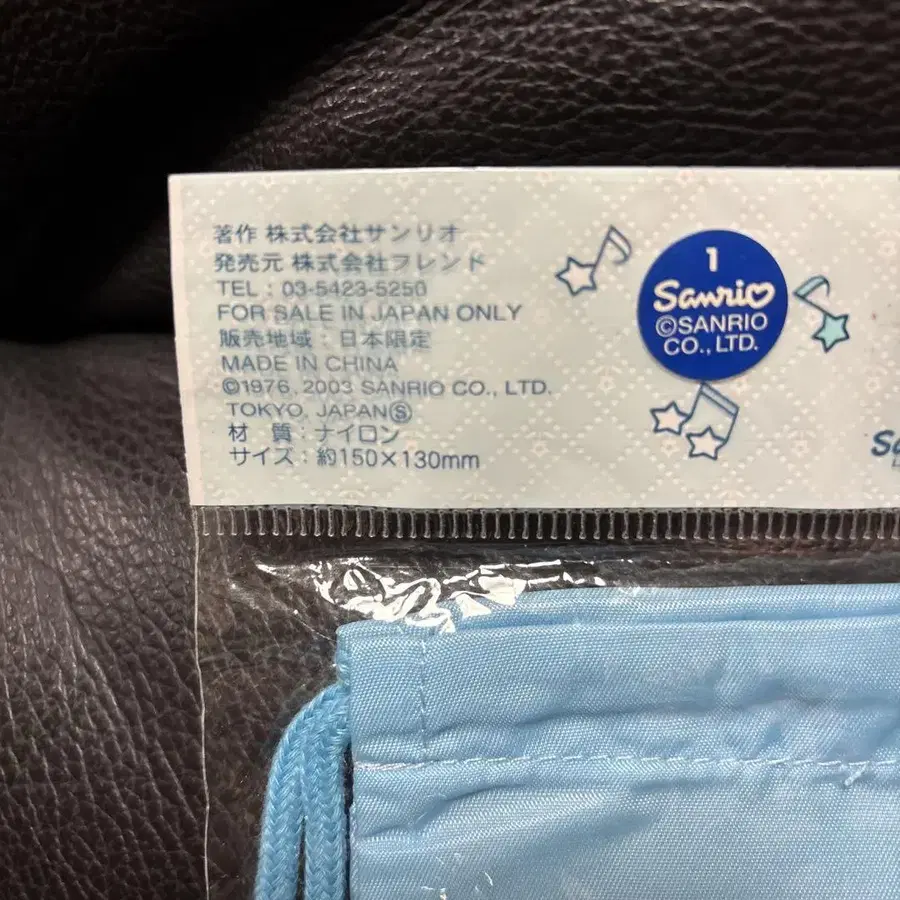 著作 株式会社サンリオ
発売元 株式会社フレンド
TEL：03-5423-5250
FOR SALE IN JAPAN ONLY
販売地域：日本限定
MADE IN CHINA
©1976, 2003 SANRIO CO., LTD.
TOKYO, JAPANⓈ
材 質：ナイロン
サイズ：約150×130mm
1
Sanrio
©SANRIO
CO., LTD.